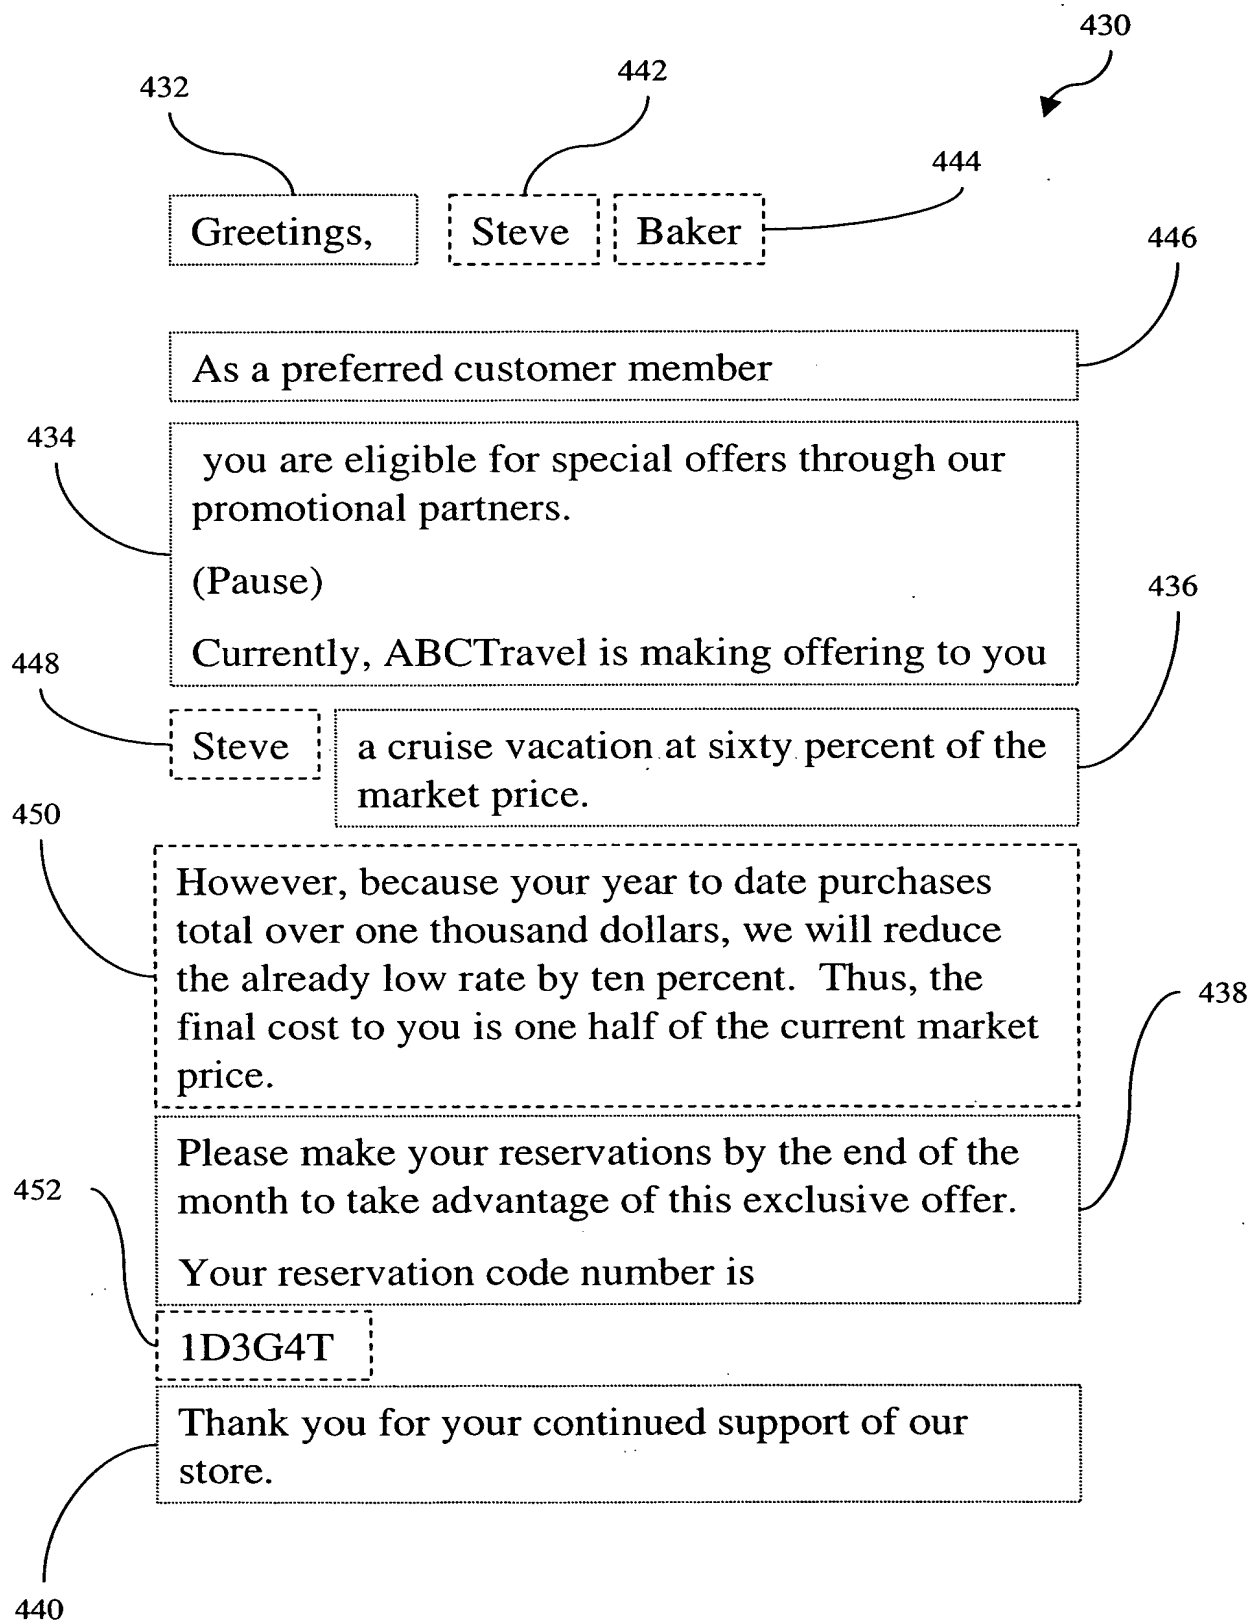 430
432
442
444
Greetings, Steve Baker
446
As a preferred customer member
434
you are eligible for special offers through our
promotional partners.
(Pause)
436
Currently, ABCTravel is making offering to you
448
Steve a cruise vacation at sixty percent of the
market price.
450
However, because your year to date purchases
total over one thousand dollars, we will reduce
the already low rate by ten percent. Thus, the
438
final cost to you is one half of the current market
price.
Please make your reservations by the end of the
452
month to take advantage of this exclusive offer.
Your reservation code number is
1D3G4T
Thank you for your continued support of our
store.
440